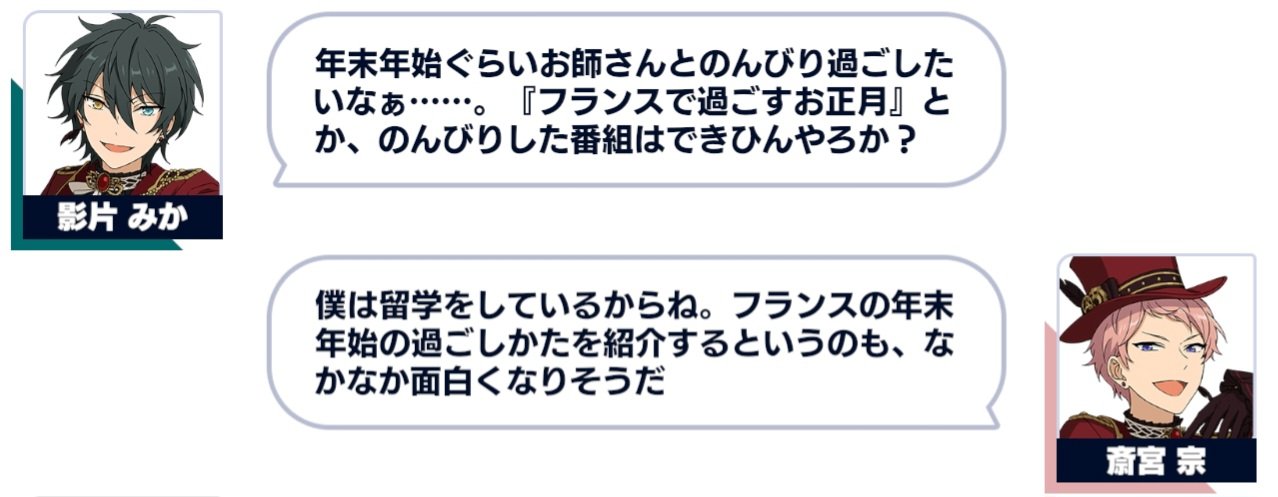 年末年始ぐらいお師さんとのんびり過ごした
いなぁ……。『フランスで過ごすお正月』と
か、のんびりした番組はできひんやろか？
影片 みか
僕は留学をしているからね。フランスの年末
年始の過ごしかたを紹介するというのも、な
かなか面白くなりそうだ
斎宮 宗